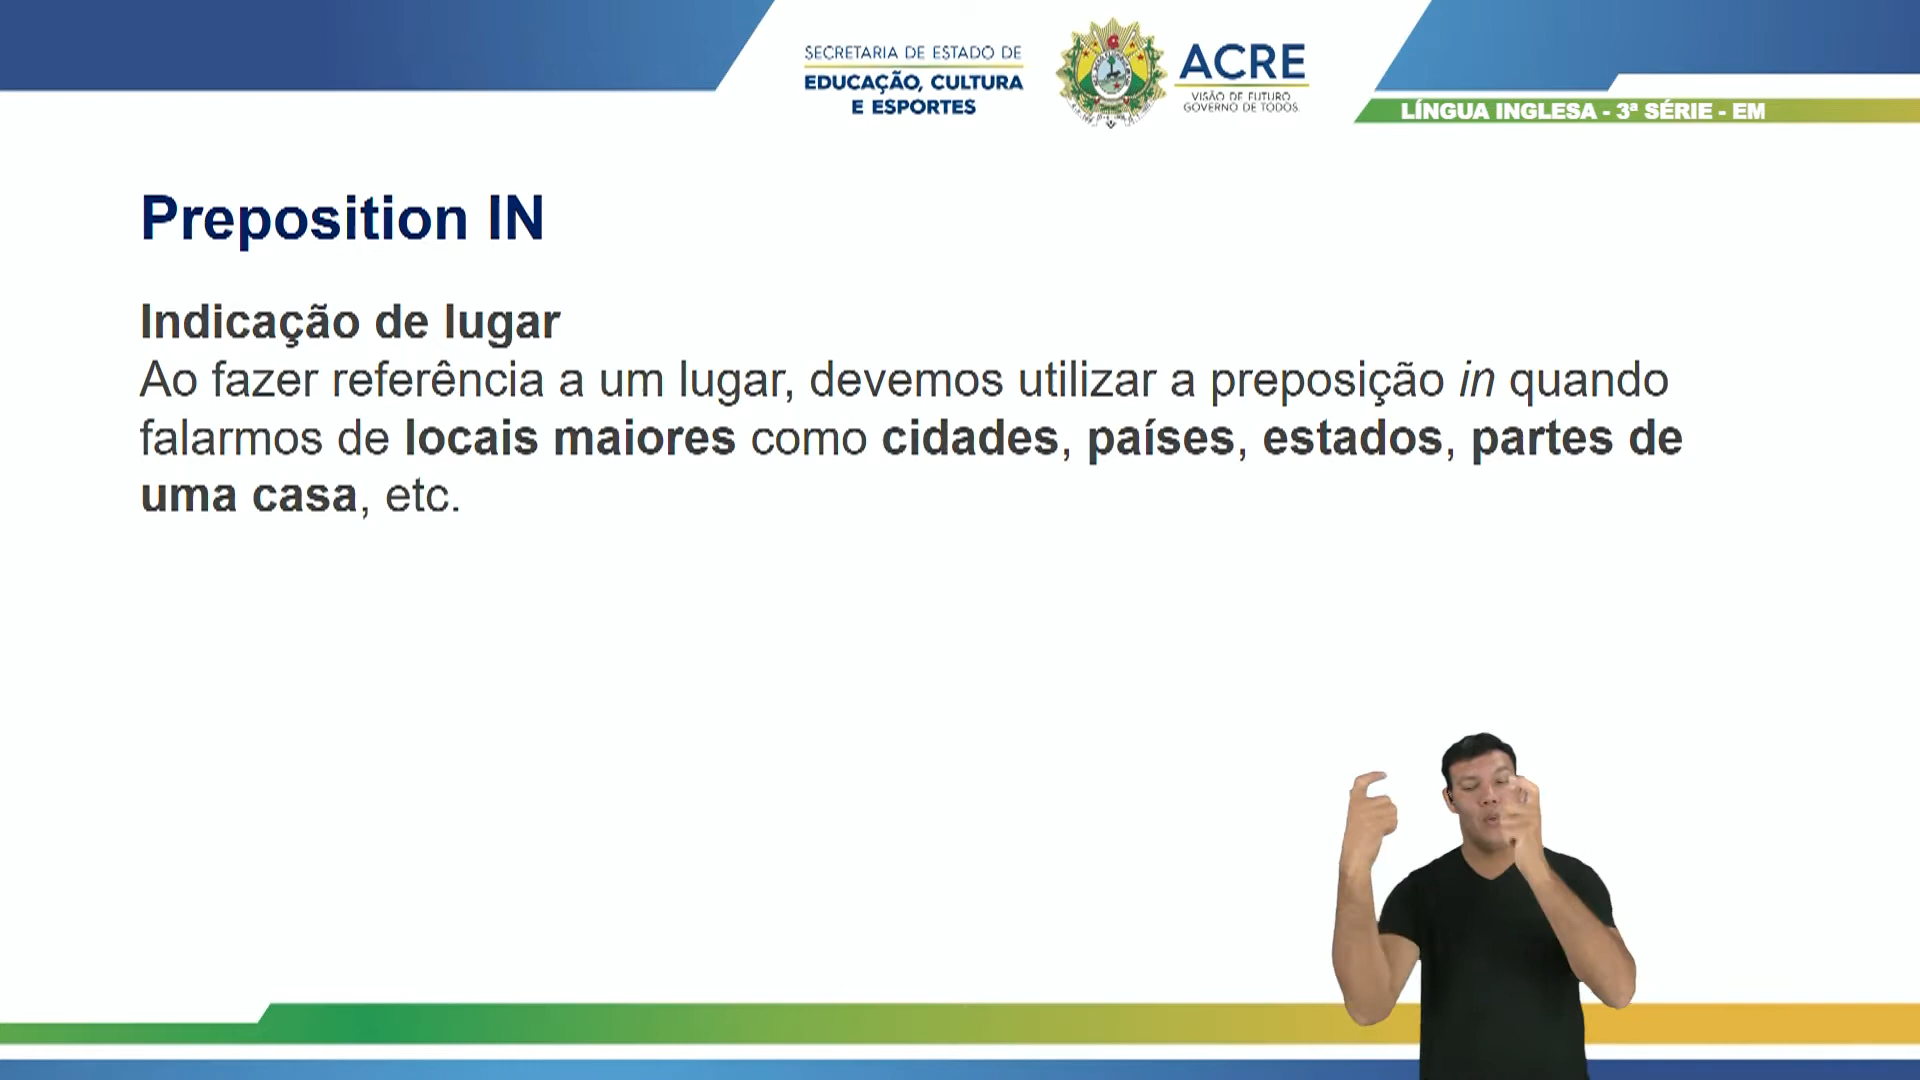 SECRETARIA DE ESTADO DE
EDUCAÇÃO, CULTURA
E ESPORTES
ACRE
VISÃO DE FUTURO
GOVERNO DE TODOS
LÍNGUA INGLESA - 3ª SÉRIE - EM
Preposition IN
Indicação de lugar
Ao fazer referência a um lugar, devemos utilizar a preposição in quando
falarmos de locais maiores como cidades, países, estados, partes de
uma casa, etc.